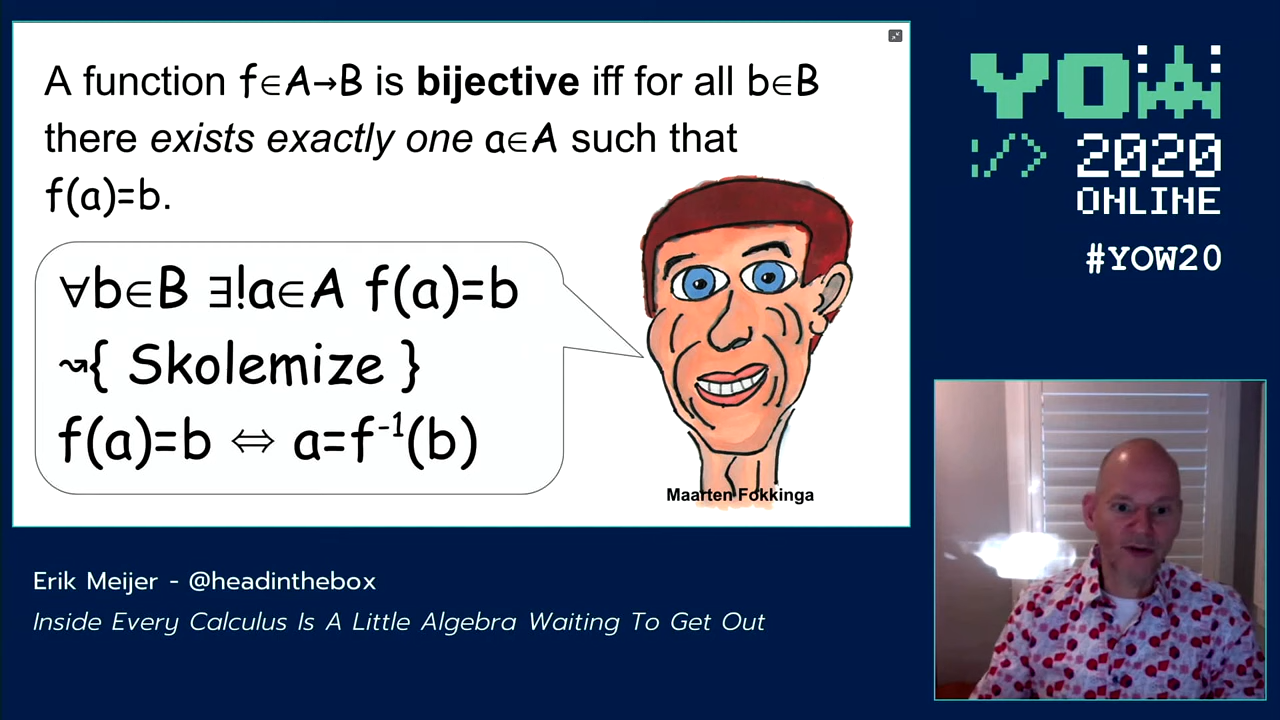 A function f∈A→B is bijective iff for all b∈B
there exists exactly one a∈A such that
f(a)=b.
∀b∈B ∃!a∈A f(a)=b
↝{ Skolemize }
f(a)=b ⇔ a=f⁻¹(b)
Maarten Fokkinga
YOW
:/> 2020
ONLINE
#YOW20
Erik Meijer - @headinthebox
Inside Every Calculus Is A Little Algebra Waiting To Get Out